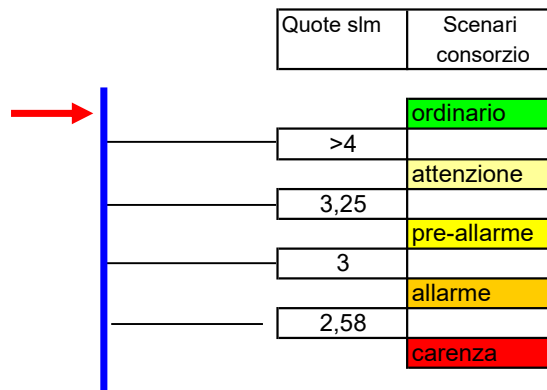 Quote slm
Scenari
consorzio
ordinario
>4
attenzione
3,25
pre-allarme
3
allarme
2,58
carenza